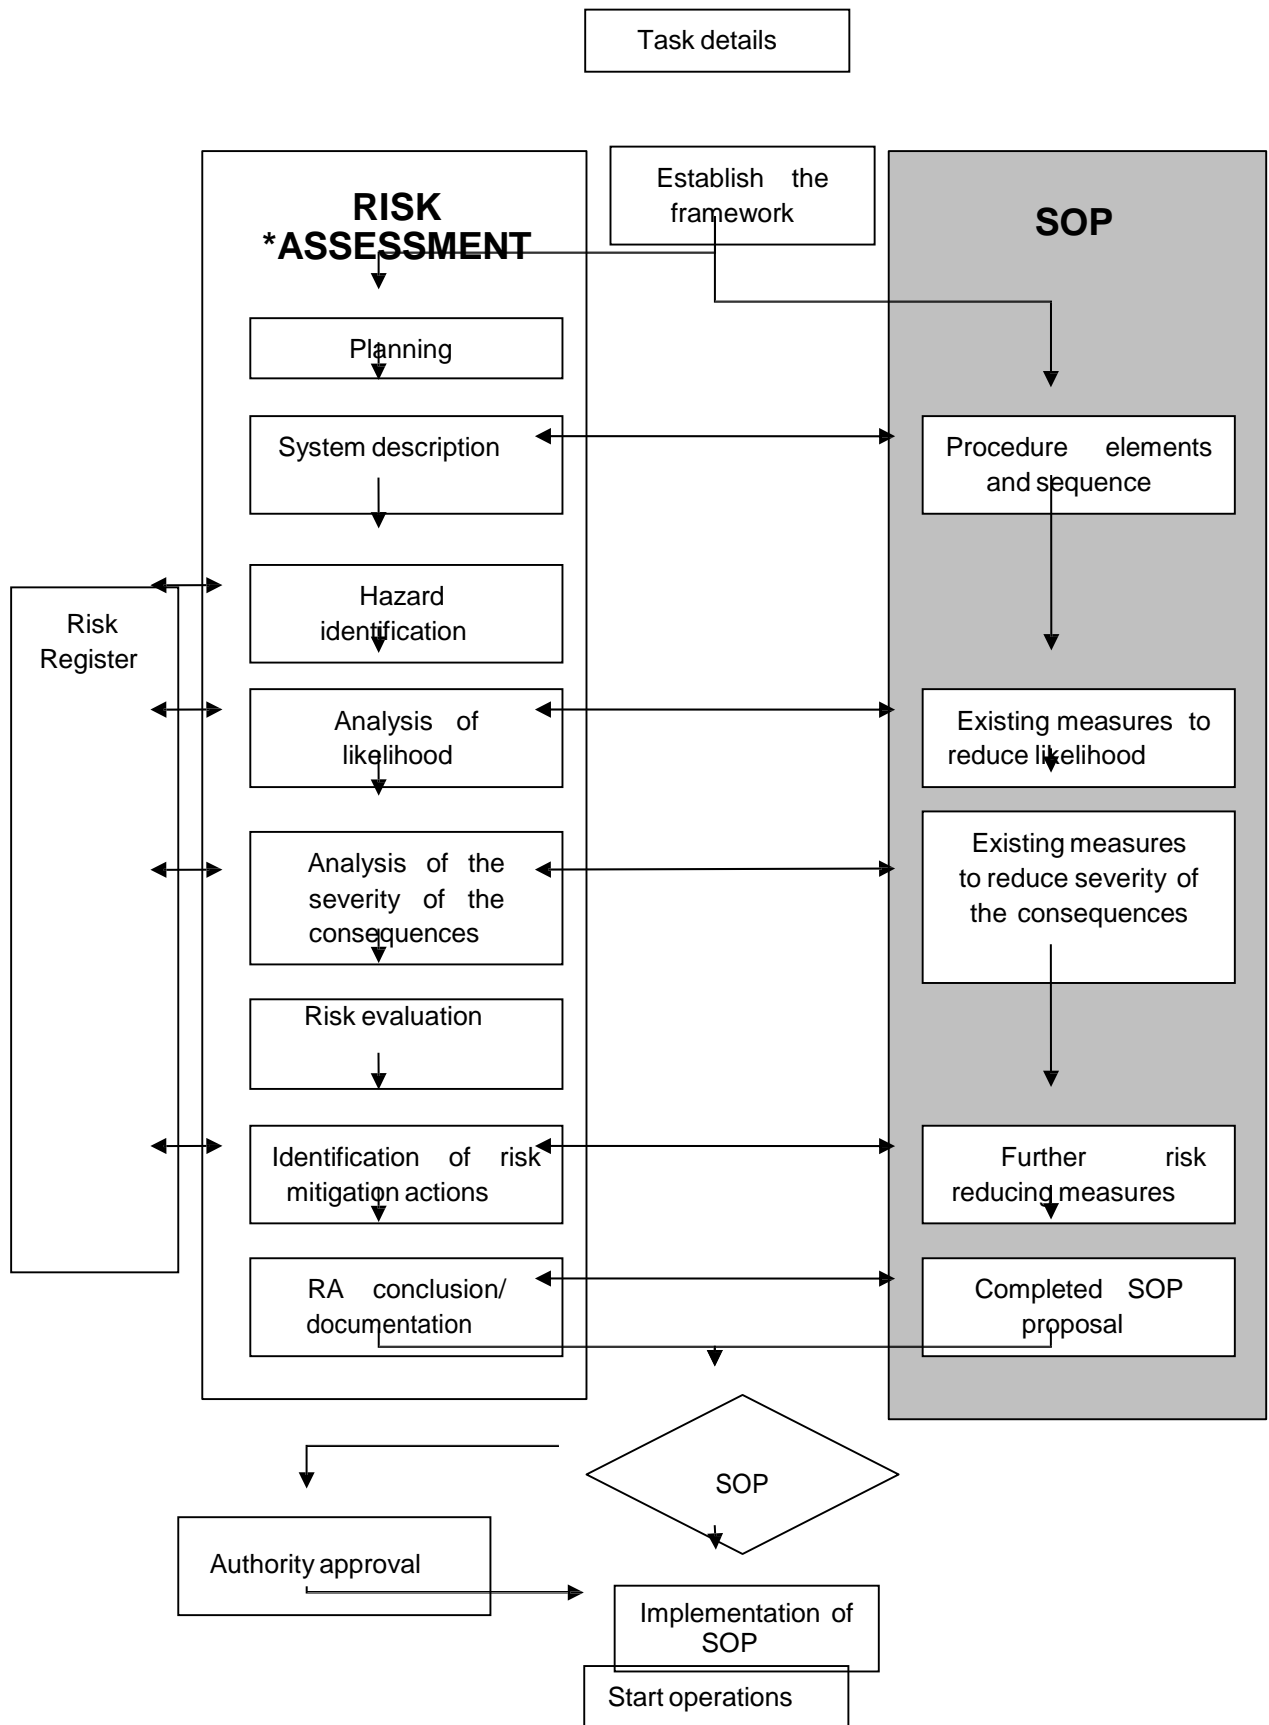 Task details
Establish the
framework
RISK
*ASSESSMENT
SOP
Planning
System description
Procedure elements
and sequence
Hazard
identification
Risk
Register
Analysis of
likelihood
Existing measures to
reduce likelihood
Analysis of the
severity of the
consequences
Existing measures
to reduce severity of
the consequences
Risk evaluation
Identification of risk
mitigation actions
Further risk
reducing measures
RA conclusion/
documentation
Completed SOP
proposal
SOP
Authority approval
Implementation of
SOP
Start operations